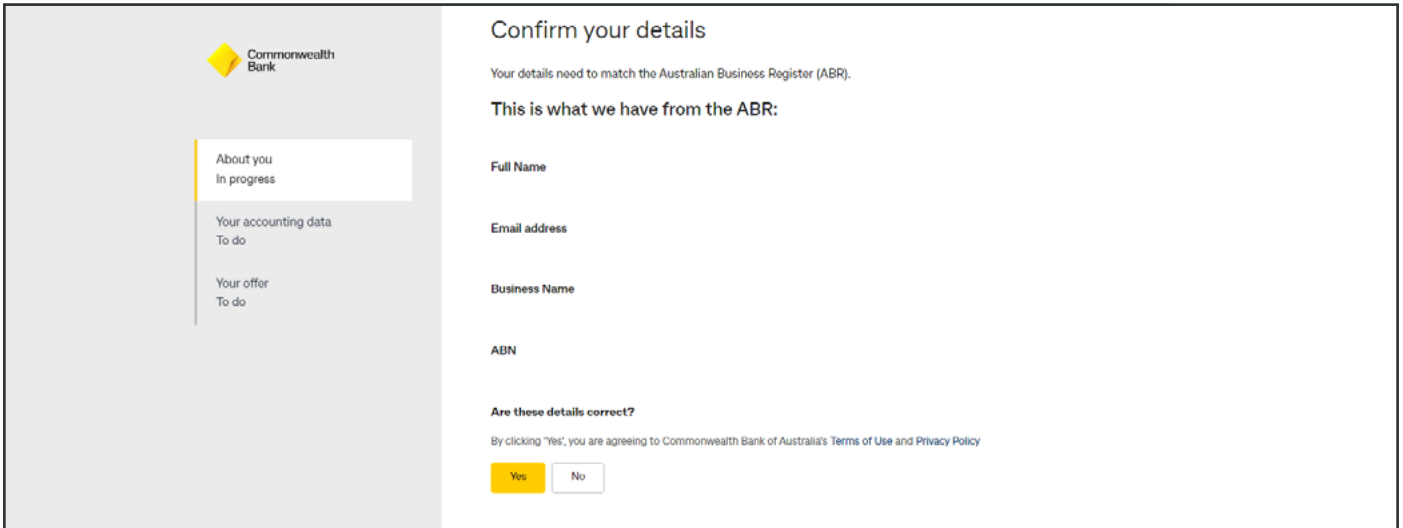 Commonwealth
Bank
About you
In progress
Your accounting data
To do
Your offer
To do
Confirm your details
Your details need to match the Australian Business Register (ABR).
This is what we have from the ABR:
Full Name
Email address
Business Name
ABN
Are these details correct?
By clicking 'Yes', you are agreeing to Commonwealth Bank of Australia's Terms of Use and Privacy Policy
Yes No